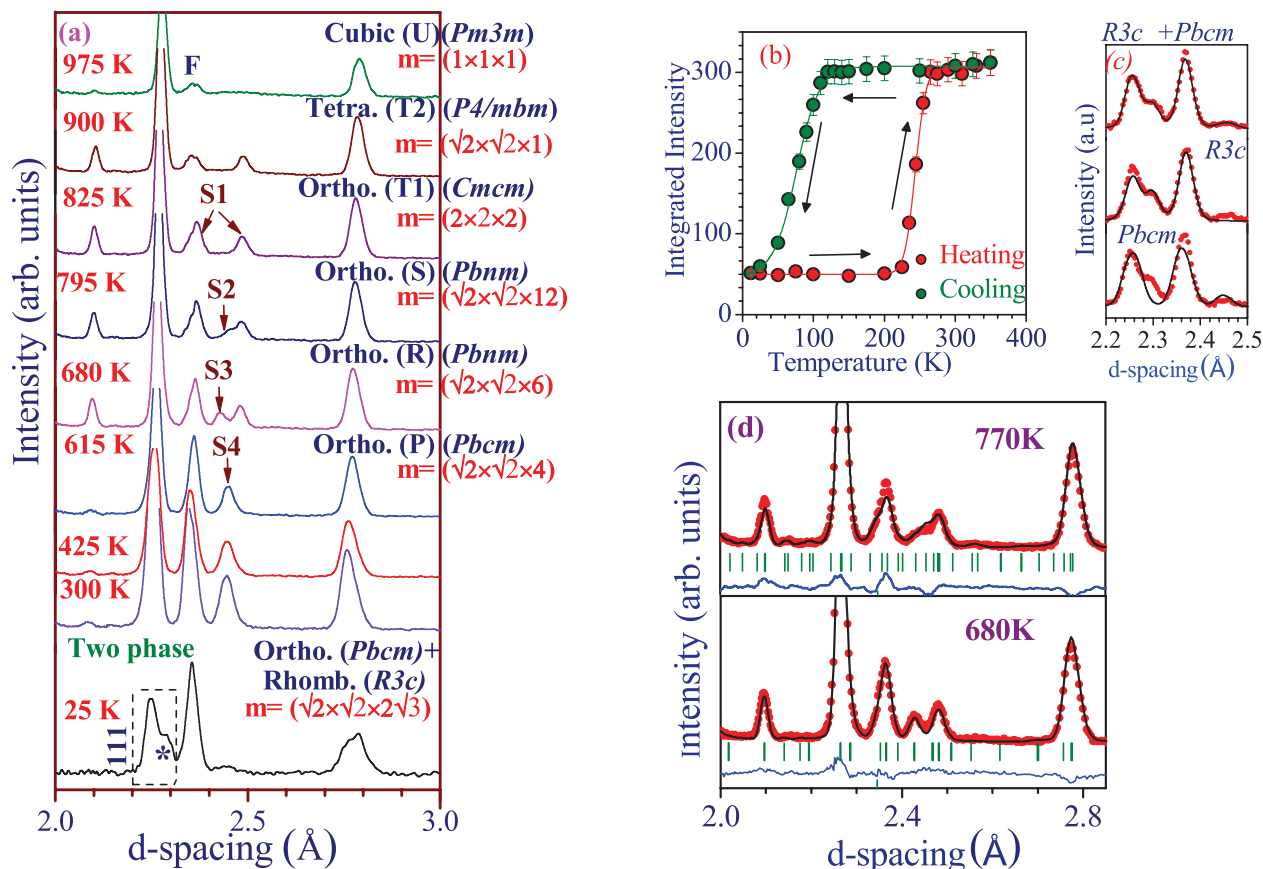 (a)
Cubic (U)(Pm3m)
975 K
F
m= (1×1×1)
900 K
Tetra. (T2) (P4/mbm)
m= (√2×√2×1)
825 K
S1
Ortho. (T1) (Cmcm)
m= (2×2×2)
795 K
S2
Ortho. (S) (Pbnm)
m= (√2×√2×12)
680 K
S3
Ortho. (R) (Pbnm)
m= (√2×√2×6)
615 K
S4
Ortho. (P) (Pbcm)
m= (√2×√2×4)
425 K
300 K
Two phase
Ortho. (Pbcm)+
Rhomb. (R3c)
m= (√2×√2×2√3)
25 K
111
*
Intensity (arb. units)
2.0 2.5 3.0
d-spacing (Å)
(b)
Integrated Intensity
300
200
100
0
Heating
Cooling
0 100 200 300 400
Temperature (K)
R3c +Pbcm
(c)
R3c
Pbcm
Intensity (a.u)
2.2 2.3 2.4 2.5
d-spacing(Å)
(d)
770K
680K
Intensity (arb. units)
2.0 2.4 2.8
d-spacing(Å)